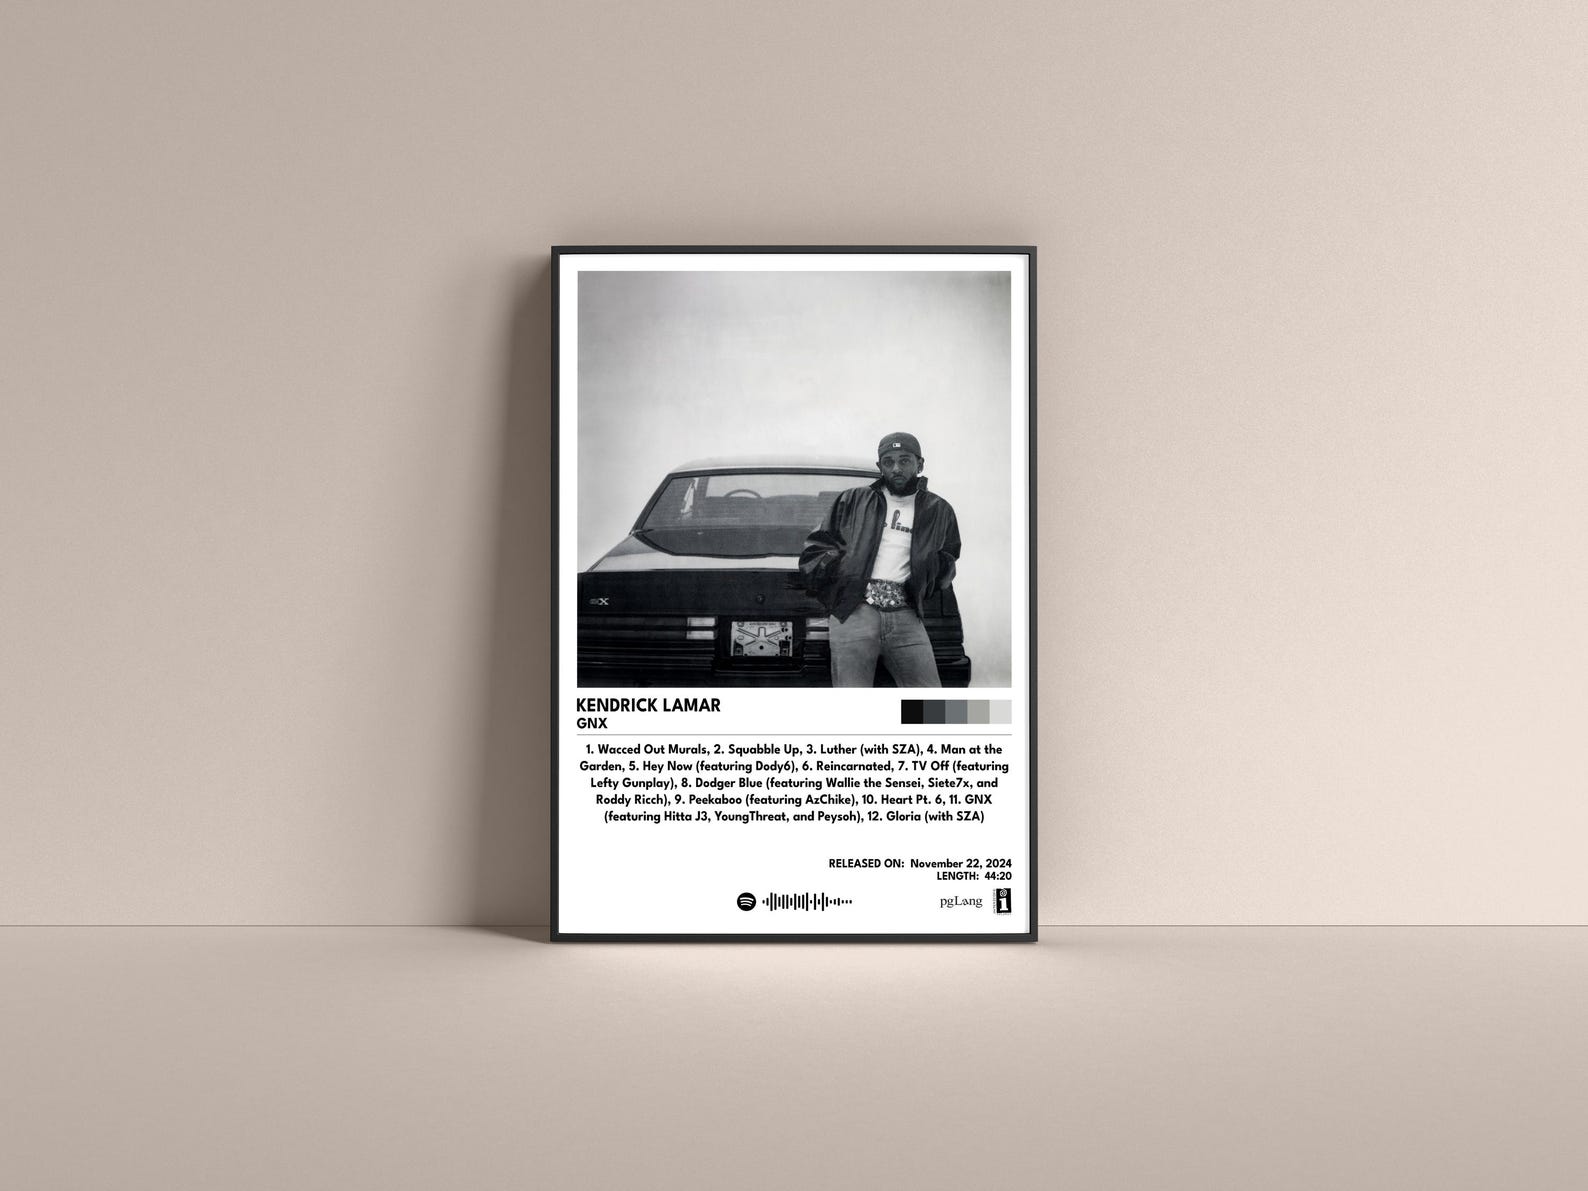 line
X
KENDRICK LAMAR
GNX
1. Wacced Out Murals, 2. Squabble Up, 3. Luther (with SZA), 4. Man at the
Garden, 5. Hey Now (featuring Dody6), 6. Reincarnated, 7. TV Off (featuring
Lefty Gunplay), 8. Dodger Blue (featuring Wallie the Sensei, Siete7x, and
Roddy Ricch), 9. Peekaboo (featuring AzChike), 10. Heart Pt. 6, 11. GNX
(featuring Hitta J3, YoungThreat, and Peysoh), 12. Gloria (with SZA)
RELEASED ON: November 22, 2024
LENGTH: 44:20
pgLang
i